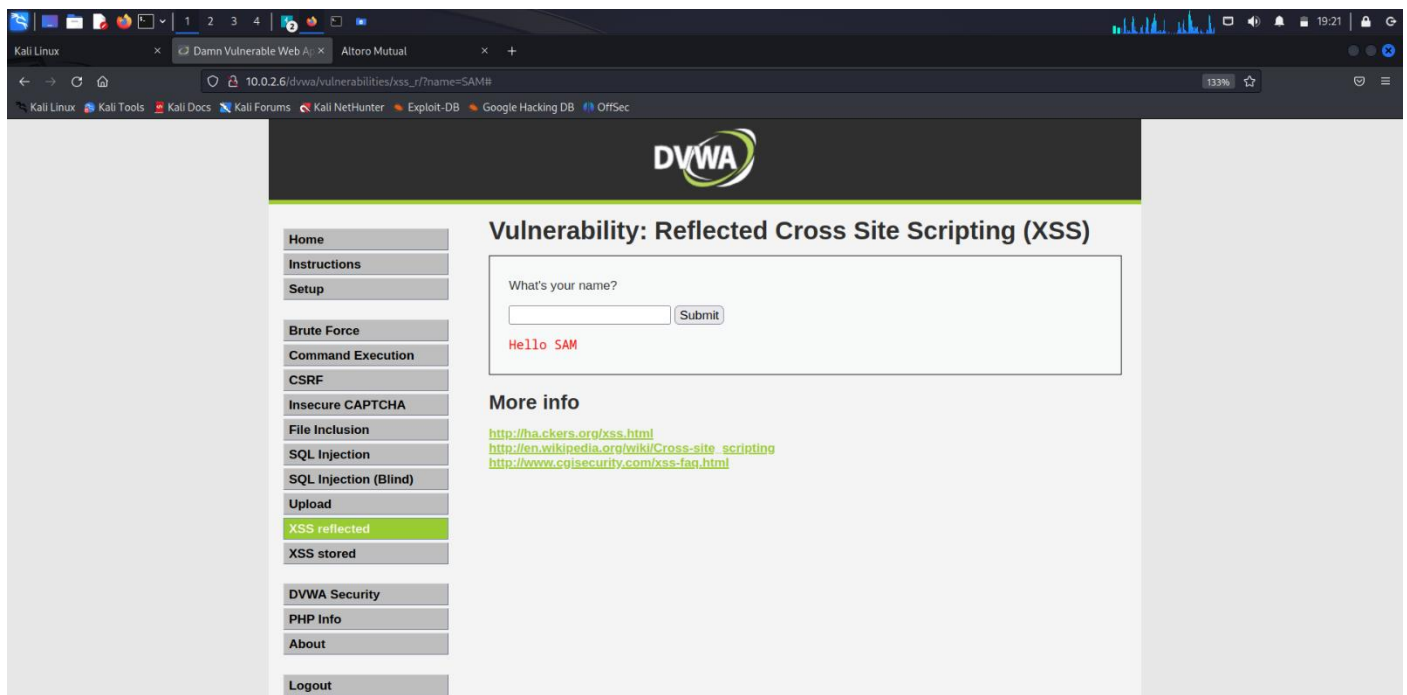 1 2 3 4 2 19:21
Kali Linux Damn Vulnerable Web Ap Altoro Mutual
10.0.2.6/dvwa/vulnerabilities/xss_r/?name=SAM# 133%
Kali Linux Kali Tools Kali Docs Kali Forums Kali NetHunter Exploit-DB Google Hacking DB OffSec
DVWA
Home
Instructions
Setup
Brute Force
Command Execution
CSRF
Insecure CAPTCHA
File Inclusion
SQL Injection
SQL Injection (Blind)
Upload
XSS reflected
XSS stored
DVWA Security
PHP Info
About
Logout
Vulnerability: Reflected Cross Site Scripting (XSS)
What's your name?
Submit
Hello SAM
More info
http://ha.ckers.org/xss.html
http://en.wikipedia.org/wiki/Cross-site_scripting
http://www.cgisecurity.com/xss-faq.html